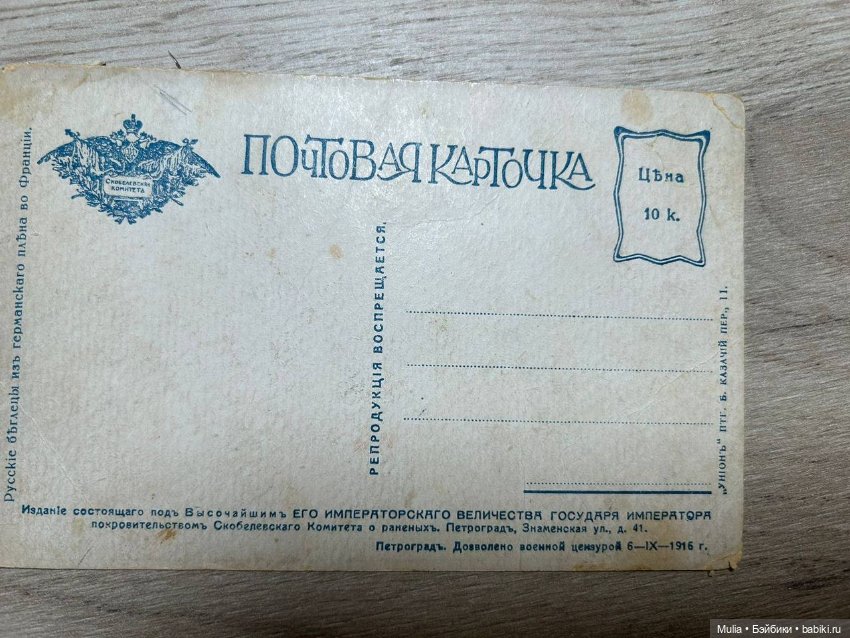 Русскіе бѣглецы изъ германскаго плѣна во Франціи.
СКОБЕЛЕВСКІЙ
КОМИТЕТА
ПОЧТОВАЯ КАРТОЧКА
Цѣна
10 к.
РЕПРОДУКЦІЯ ВОСПРЕЩАЕТСЯ.
„УНІОНЪ" ПТГ. Б. КАЗАЧІЙ ПЕР., 11.
Изданіе состоящаго подъ Высочайшимъ ЕГО ИМПЕРАТОРСКАГО ВЕЛИЧЕСТВА ГОСУДАРЯ ИМПЕРАТОРА
покровительствомъ Скобелевскаго Комитета о раненыхъ. Петроградъ, Знаменская ул., д. 41.
Петроградъ. Дозволено военной цензурой 6—IX—1916 г.
Mulia • Бэйбики • babiki.ru